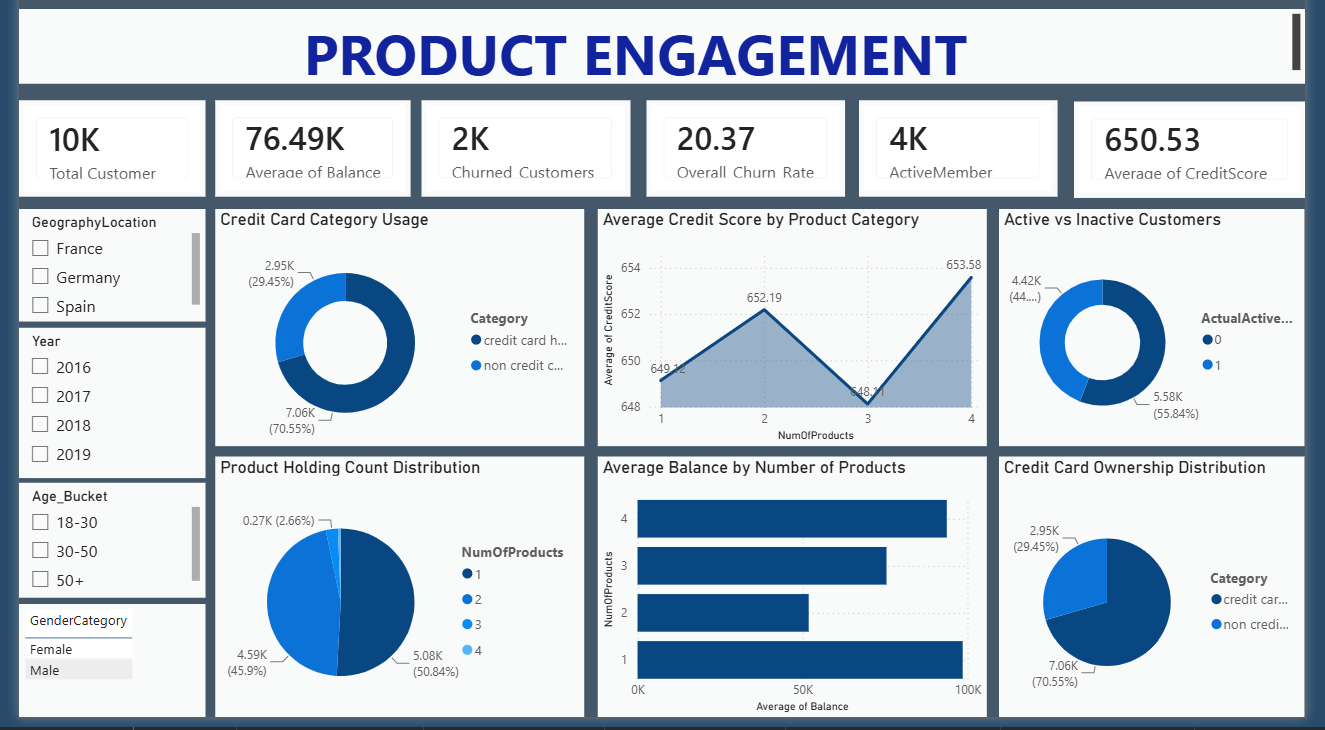 PRODUCT ENGAGEMENT
10K
Total Customer
76.49K
Average of Balance
2K
Churned Customers
20.37
Overall Churn Rate
4K
ActiveMember
650.53
Average of CreditScore
GeographyLocation
France
Germany
Spain
Year
2016
2017
2018
2019
Age_Bucket
18-30
30-50
50+
GenderCategory
Female
Male
Credit Card Category Usage
2.95K
(29.45%)
7.06K
(70.55%)
Category
credit card h...
non credit c...
Average Credit Score by Product Category
Average of CreditScore
654
652
650
648
649.12
652.19
648.11
653.58
1
2
3
4
NumOfProducts
Active vs Inactive Customers
4.42K
(44....)
5.58K
(55.84%)
ActualActive...
0
1
Product Holding Count Distribution
0.27K (2.66%)
4.59K
(45.9%)
5.08K
(50.84%)
NumOfProducts
1
2
3
4
Average Balance by Number of Products
NumOfProducts
4
3
2
1
0K
50K
100K
Average of Balance
Credit Card Ownership Distribution
2.95K
(29.45%)
7.06K
(70.55%)
Category
credit car...
non credi...